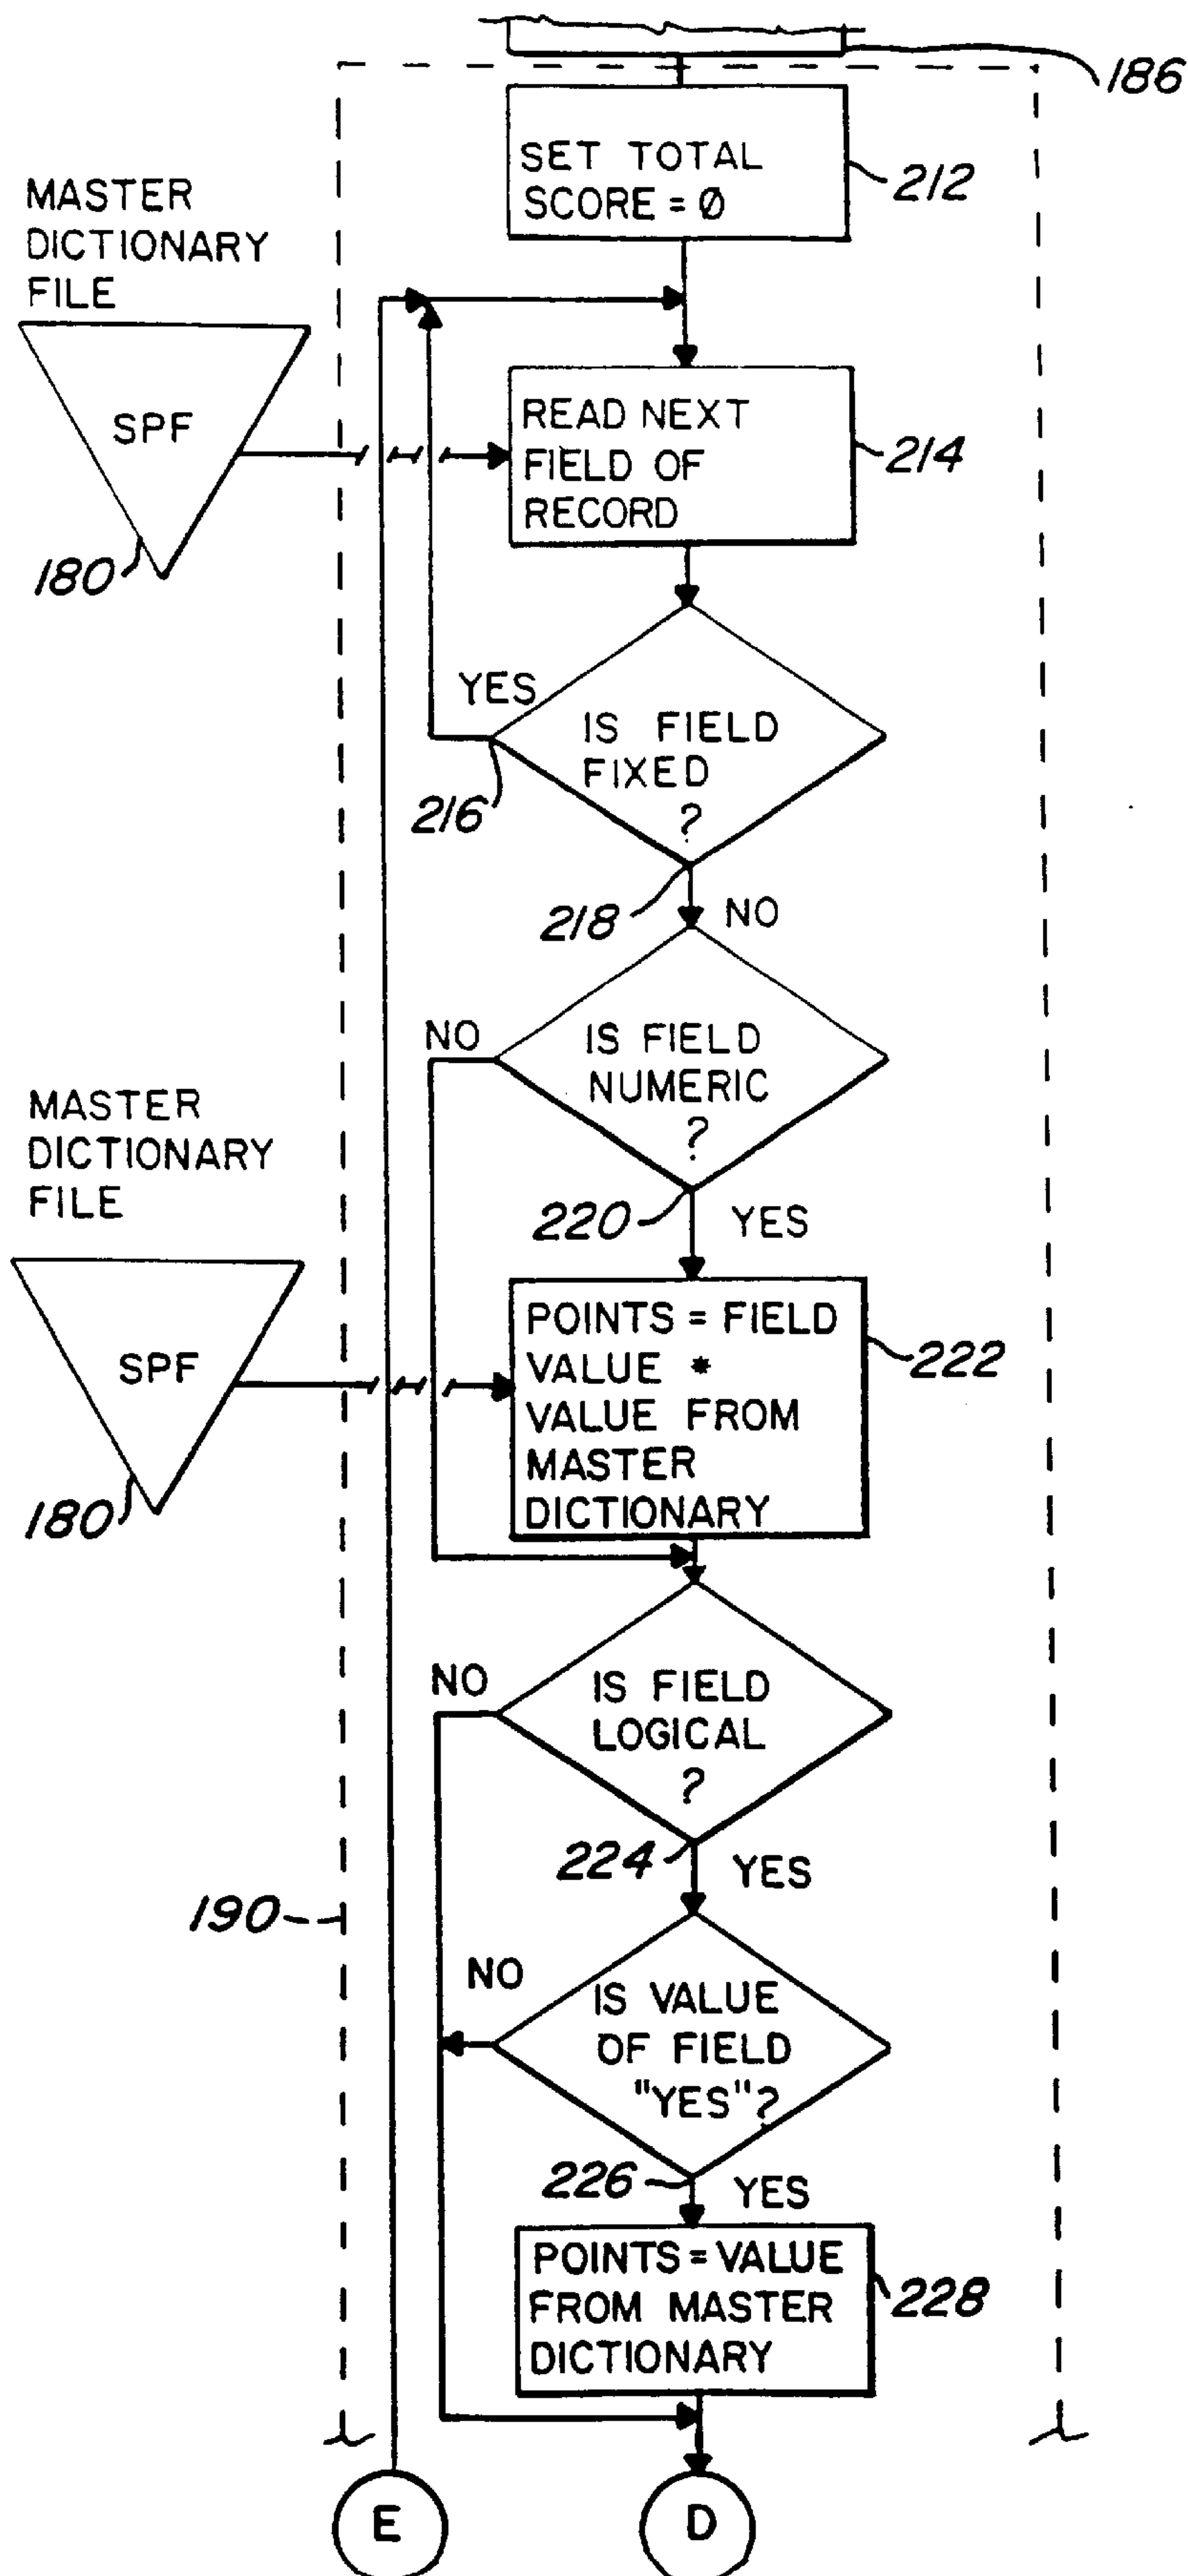 186
SET TOTAL
SCORE = Ø
212
MASTER
DICTIONARY
FILE
SPF
180
READ NEXT
FIELD OF
RECORD
214
YES
IS FIELD
FIXED
?
216
218
NO
NO
IS FIELD
NUMERIC
?
220
YES
MASTER
DICTIONARY
FILE
SPF
180
POINTS = FIELD
VALUE *
VALUE FROM
MASTER
DICTIONARY
222
NO
IS FIELD
LOGICAL
?
224
YES
190
NO
IS VALUE
OF FIELD
"YES"?
226
YES
POINTS = VALUE
FROM MASTER
DICTIONARY
228
E
D